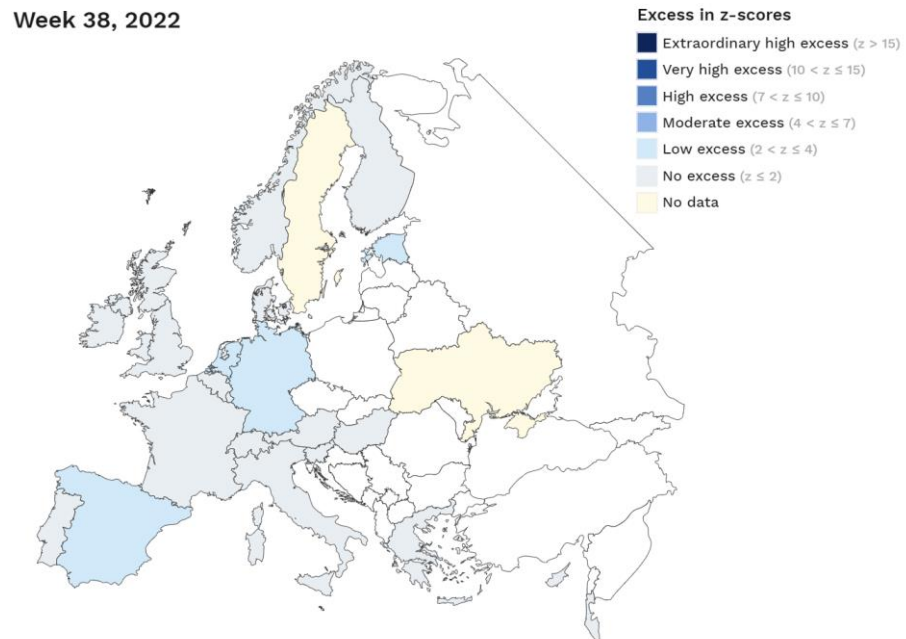 Week 38, 2022
Excess in z-scores
Extraordinary high excess (z > 15)
Very high excess (10 < z ≤ 15)
High excess (7 < z ≤ 10)
Moderate excess (4 < z ≤ 7)
Low excess (2 < z ≤ 4)
No excess (z ≤ 2)
No data